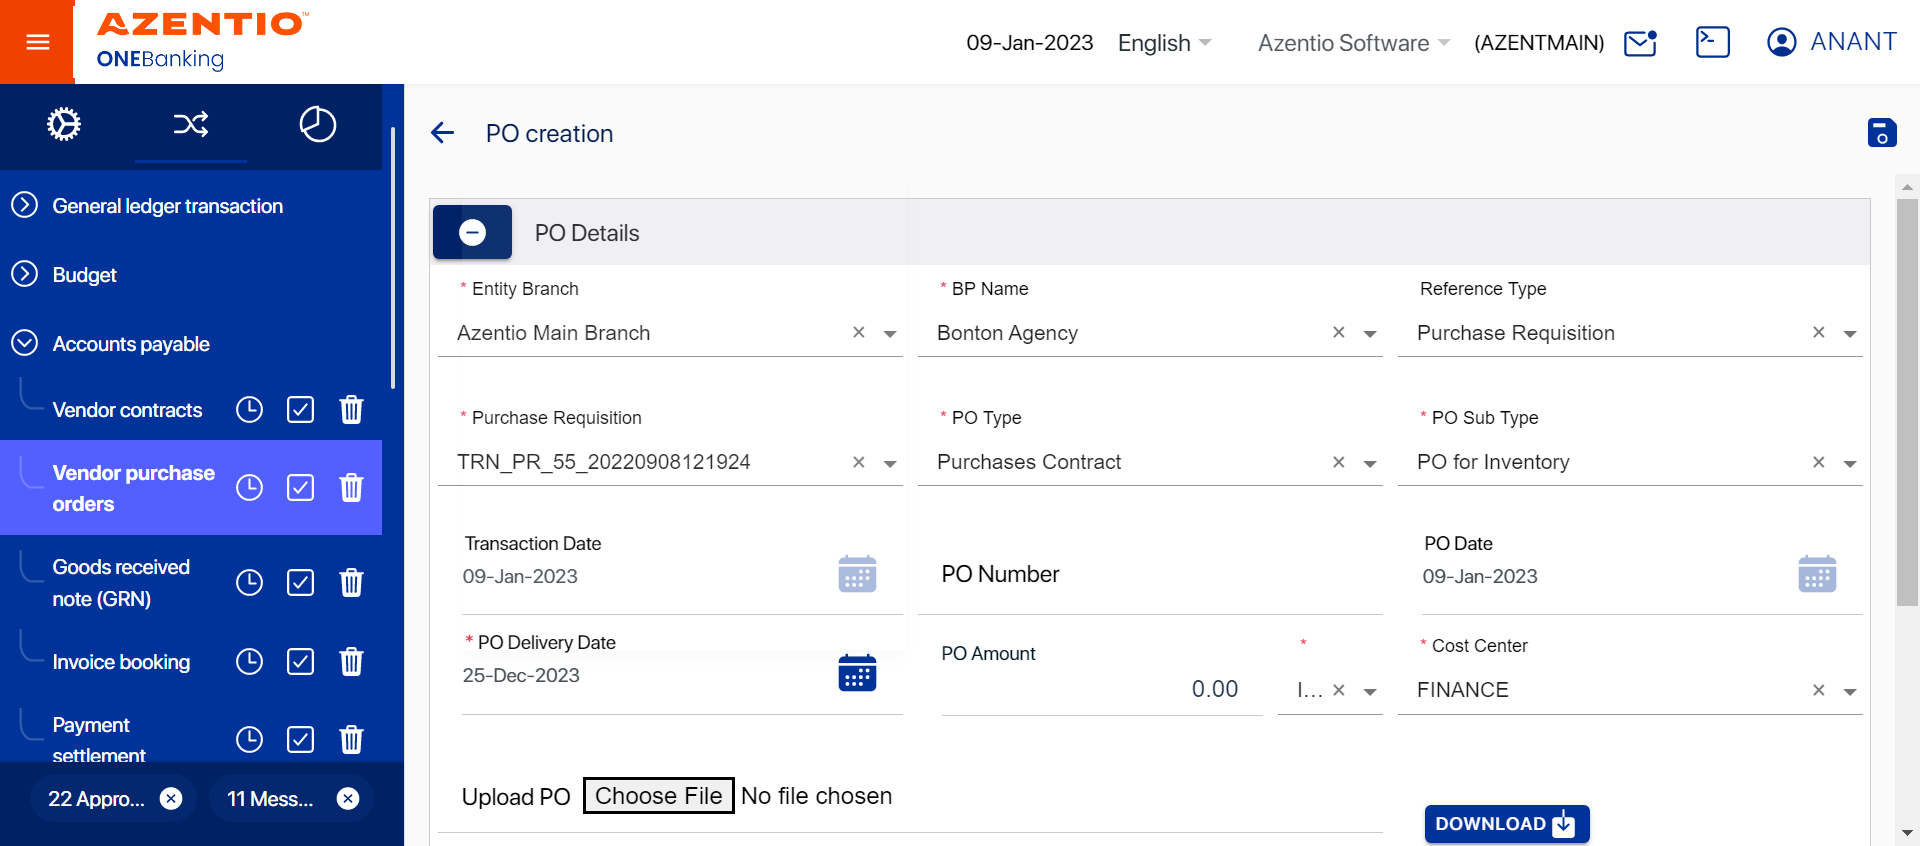 AZENTIO™
ONEBanking
09-Jan-2023
English
Azentio Software
(AZENTMAIN)
ANANT
General ledger transaction
Budget
Accounts payable
Vendor contracts
Vendor purchase
orders
Goods received
note (GRN)
Invoice booking
Payment
settlement
22 Appro...
11 Mess...
PO creation
PO Details
* Entity Branch
Azentio Main Branch
* BP Name
Bonton Agency
Reference Type
Purchase Requisition
* Purchase Requisition
TRN_PR_55_20220908121924
* PO Type
Purchases Contract
* PO Sub Type
PO for Inventory
Transaction Date
09-Jan-2023
PO Number
PO Date
09-Jan-2023
* PO Delivery Date
25-Dec-2023
PO Amount
0.00
*
I...
* Cost Center
FINANCE
Upload PO
Choose File No file chosen
DOWNLOAD